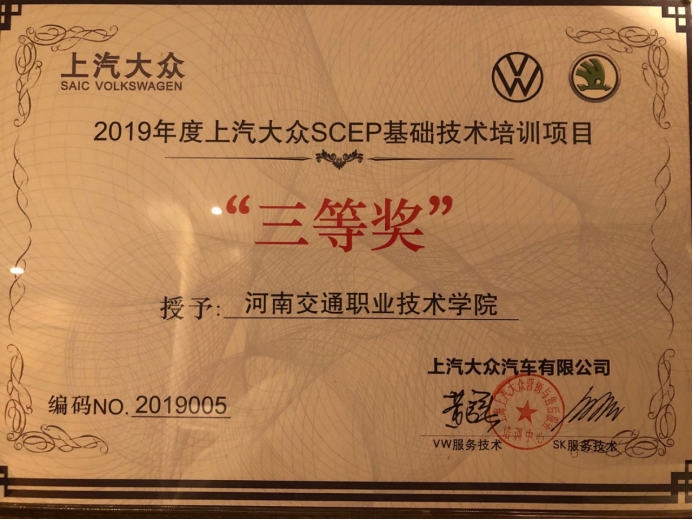 上汽大众
SAIC VOLKSWAGEN
2019年度上汽大众SCEP基础技术培训项目
“三等奖”
授予: 河南交通职业技术学院
上汽大众汽车有限公司
编码NO. 2019005
VW服务技术 SK服务技术